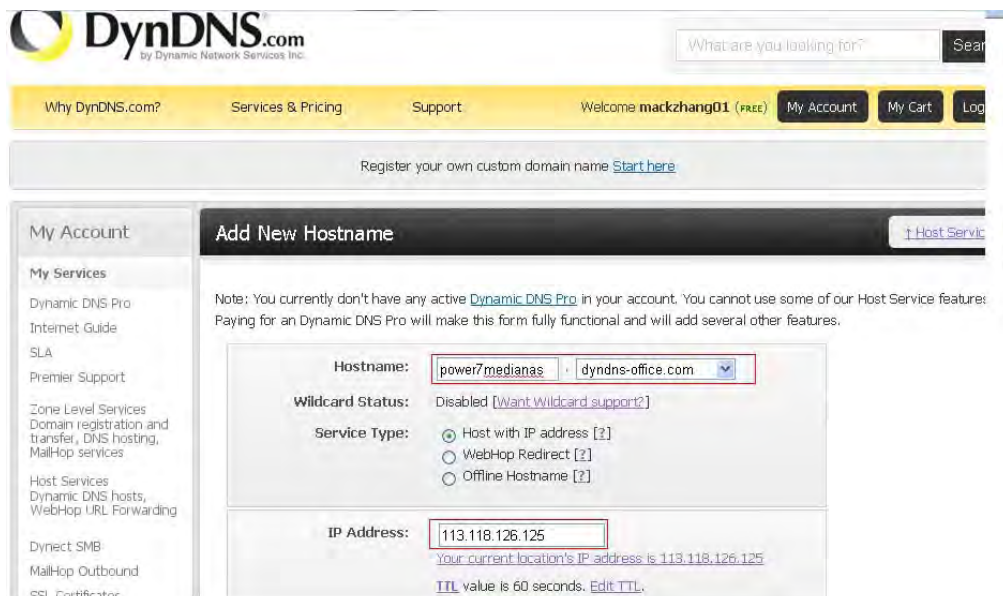 DynDNS.com
by Dynamic Network Services Inc.
What are you looking for?
Why DynDNS.com?
Services & Pricing
Support
Welcome mackzhang01 (FREE)
My Account
My Cart
Register your own custom domain name Start here
My Account
My Services
Dynamic DNS Pro
Internet Guide
SLA
Premier Support
Zone Level Services
Domain registration and
transfer, DNS hosting,
MailHop services
Host Services
Dynamic DNS hosts,
WebHop URL Forwarding
Dynect SMB
MailHop Outbound
SSL Certificates
Add New Hostname
↑ Host Servic
Note: You currently don't have any active Dynamic DNS Pro in your account. You cannot use some of our Host Service features
Paying for an Dynamic DNS Pro will make this form fully functional and will add several other features.
Hostname: power7medianas . dyndns-office.com
Wildcard Status: Disabled [Want Wildcard support?]
Service Type: Host with IP address [?]
WebHop Redirect [?]
Offline Hostname [?]
IP Address: 113.118.126.125
Your current location's IP address is 113.118.126.125
TTL value is 60 seconds. Edit TTL.